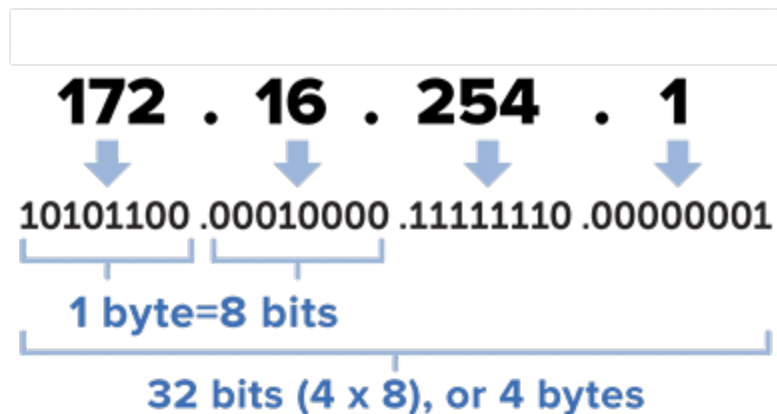 172 . 16 . 254 . 1
10101100 .00010000 .11111110 .00000001
1 byte=8 bits
32 bits (4 x 8), or 4 bytes